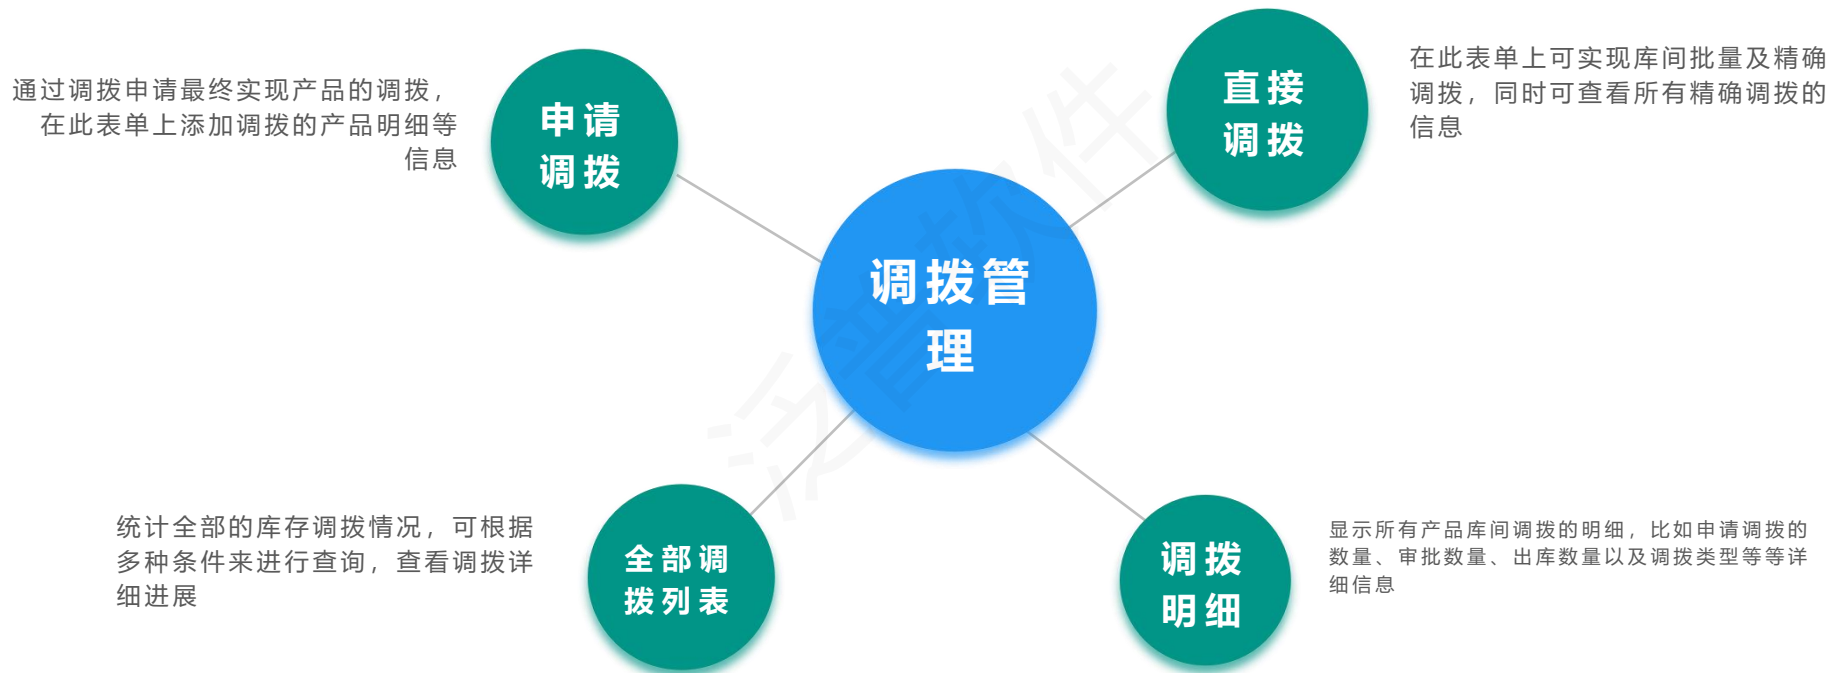 通过调拨申请最终实现产品的调拨，
在此表单上添加调拨的产品明细等
信息
申请
调拨
直接
调拨
在此表单上可实现库间批量及精确
调拨，同时可查看所有精确调拨的
信息
调拨管
理
统计全部的库存调拨情况，可根据
多种条件来进行查询，查看调拨详
细进展
全部调
拨列表
调拨
明细
显示所有产品库间调拨的明细，比如申请调拨的
数量、审批数量、出库数量以及调拨类型等等详
细信息
泛普软件